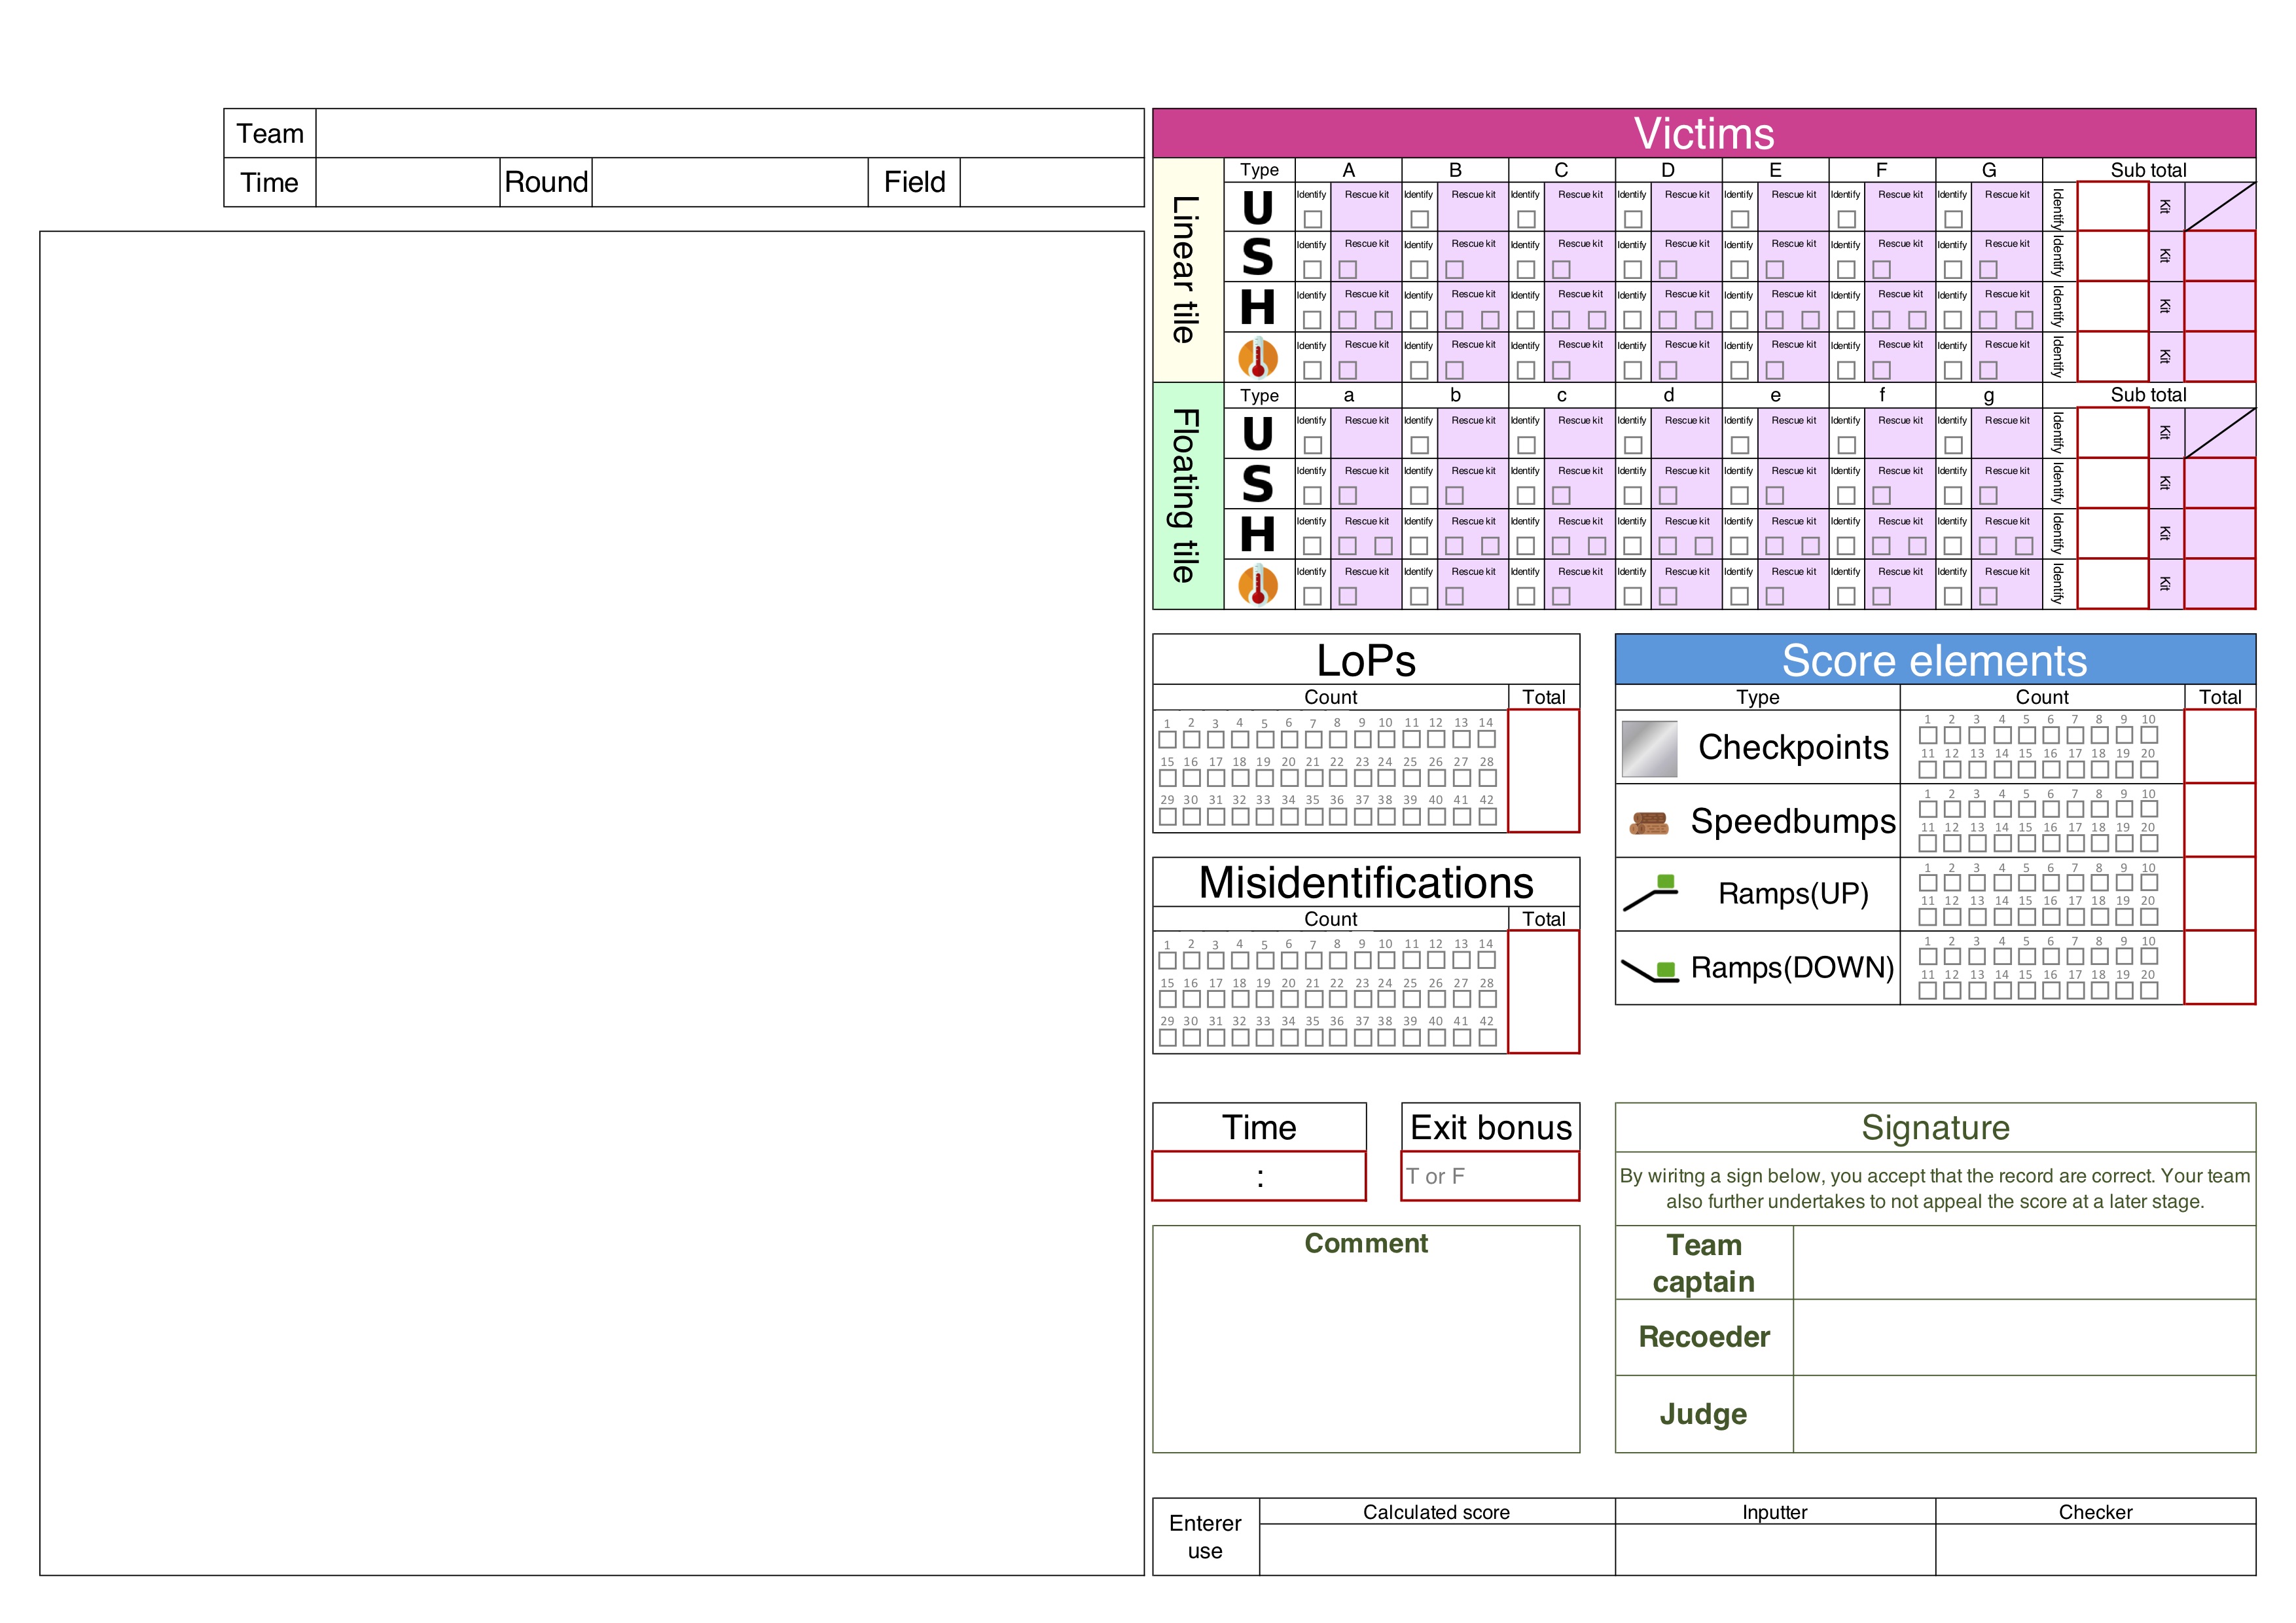 Team
Time Round Field
Victims
Linear tile
Type A B C D E F G Sub total
U Identify Rescue kit Identify Rescue kit Identify Rescue kit Identify Rescue kit Identify Rescue kit Identify Rescue kit Identify Rescue kit Identify Kit
S Identify Rescue kit Identify Rescue kit Identify Rescue kit Identify Rescue kit Identify Rescue kit Identify Rescue kit Identify Rescue kit Identify Kit
H Identify Rescue kit Identify Rescue kit Identify Rescue kit Identify Rescue kit Identify Rescue kit Identify Rescue kit Identify Rescue kit Identify Kit
Identify Rescue kit Identify Rescue kit Identify Rescue kit Identify Rescue kit Identify Rescue kit Identify Rescue kit Identify Rescue kit Identify Kit
Floating tile
Type a b c d e f g Sub total
U Identify Rescue kit Identify Rescue kit Identify Rescue kit Identify Rescue kit Identify Rescue kit Identify Rescue kit Identify Rescue kit Identify Kit
S Identify Rescue kit Identify Rescue kit Identify Rescue kit Identify Rescue kit Identify Rescue kit Identify Rescue kit Identify Rescue kit Identify Kit
H Identify Rescue kit Identify Rescue kit Identify Rescue kit Identify Rescue kit Identify Rescue kit Identify Rescue kit Identify Rescue kit Identify Kit
Identify Rescue kit Identify Rescue kit Identify Rescue kit Identify Rescue kit Identify Rescue kit Identify Rescue kit Identify Rescue kit Identify Kit
LoPs
Count Total
1 2 3 4 5 6 7 8 9 10 11 12 13 14
15 16 17 18 19 20 21 22 23 24 25 26 27 28
29 30 31 32 33 34 35 36 37 38 39 40 41 42
Misidentifications
Count Total
1 2 3 4 5 6 7 8 9 10 11 12 13 14
15 16 17 18 19 20 21 22 23 24 25 26 27 28
29 30 31 32 33 34 35 36 37 38 39 40 41 42
Score elements
Type Count Total
Checkpoints
1 2 3 4 5 6 7 8 9 10
11 12 13 14 15 16 17 18 19 20
Speedbumps
1 2 3 4 5 6 7 8 9 10
11 12 13 14 15 16 17 18 19 20
Ramps(UP)
1 2 3 4 5 6 7 8 9 10
11 12 13 14 15 16 17 18 19 20
Ramps(DOWN)
1 2 3 4 5 6 7 8 9 10
11 12 13 14 15 16 17 18 19 20
Time
:
Exit bonus
T or F
Comment
Signature
By wiritng a sign below, you accept that the record are correct. Your team
also further undertakes to not appeal the score at a later stage.
Team
captain
Recoeder
Judge
Enterer
use
Calculated score Inputter Checker